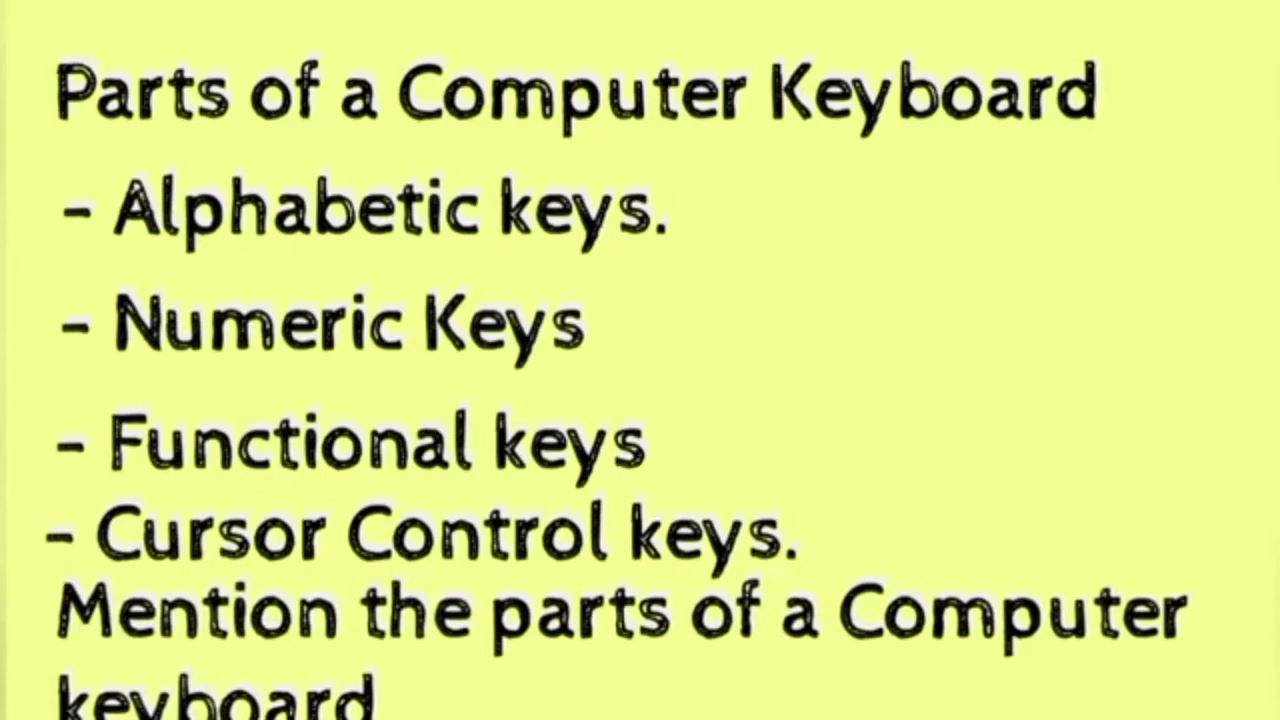 Parts of a Computer Keyboard
- Alphabetic keys.
- Numeric Keys
- Functional keys
- Cursor Control keys.
Mention the parts of a Computer
keyboard